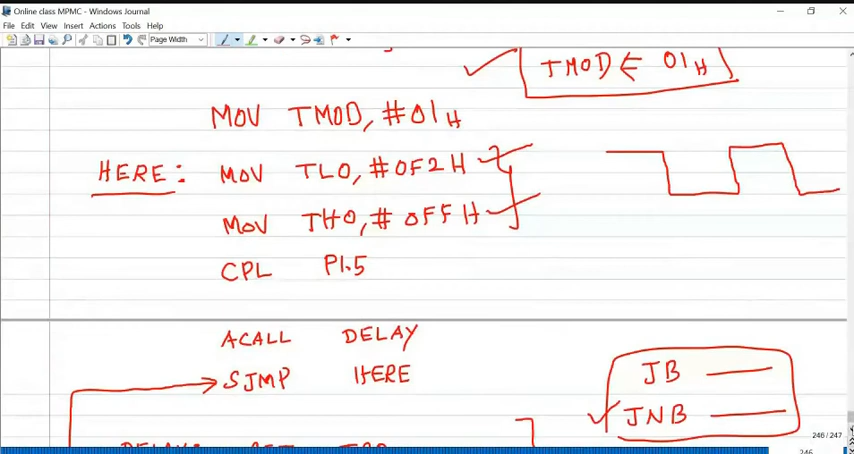 Online class MPMC - Windows Journal
File Edit View Insert Actions Tools Help
Page Width
TMOD ⇐ 01H
MOV TMOD, #01H
HERE: MOV TL0, #0F2H
MOV TH0, # 0FFH
CPL P1.5
ACALL DELAY
SJMP HERE
JB
JNB
246 / 247
246